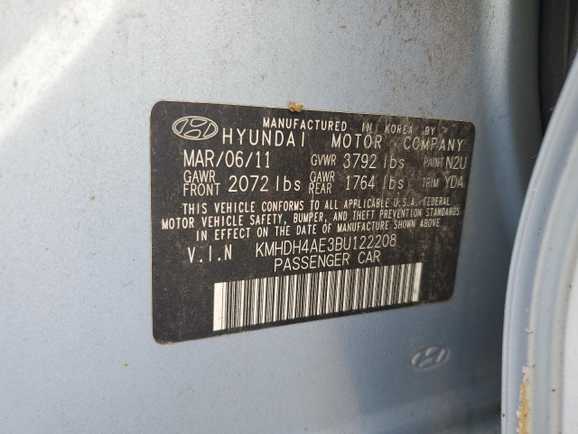 MANUFACTURED IN KOREA BY
HYUNDAI MOTOR COMPANY
MAR/06/11 GVWR 3792 lbs PAINT N2U
GAWR FRONT 2072 lbs GAWR REAR 1764 lbs TRIM YDA
THIS VEHICLE CONFORMS TO ALL APPLICABLE U.S.A. FEDERAL
MOTOR VEHICLE SAFETY, BUMPER, AND THEFT PREVENTION STANDARDS
IN EFFECT ON THE DATE OF MANUFACTURE SHOWN ABOVE
V.I.N KMHDH4AE3BU122208
PASSENGER CAR